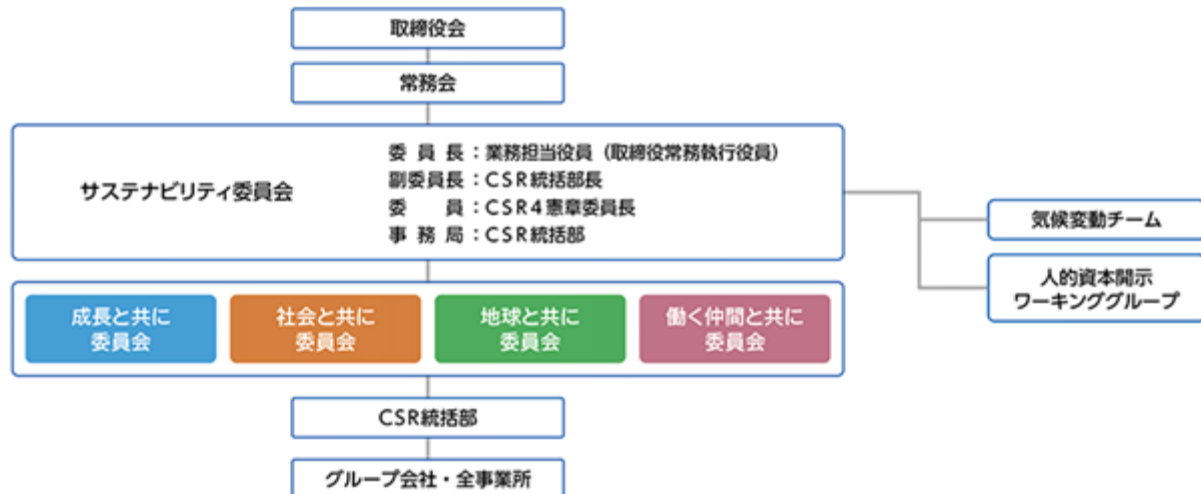 取締役会
常務会
サステナビリティ委員会
委員長：業務担当役員（取締役常務執行役員）
副委員長：CSR統括部長
委員：CSR4憲章委員長
事務局：CSR統括部
気候変動チーム
人的資本開示
ワーキンググループ
成長と共に
委員会
社会と共に
委員会
地球と共に
委員会
働く仲間と共に
委員会
CSR統括部
グループ会社・全事業所